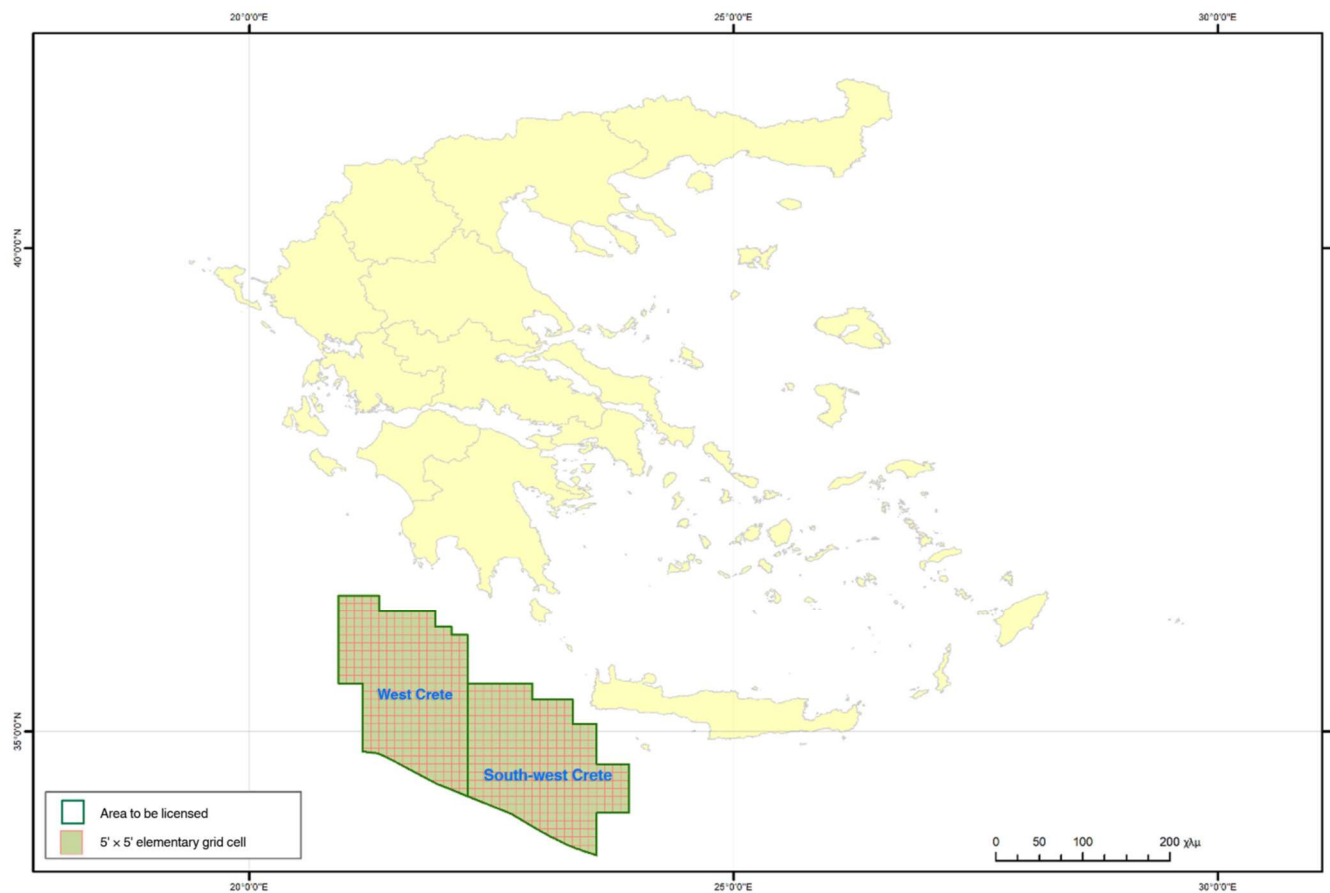 20°0'0"E 25°0'0"E 30°0'0"E
40°0'0"N
35°0'0"N
West Crete
South-west Crete
Area to be licensed
5' × 5' elementary grid cell
0 50 100 200 χλμ
20°0'0"E 25°0'0"E 30°0'0"E